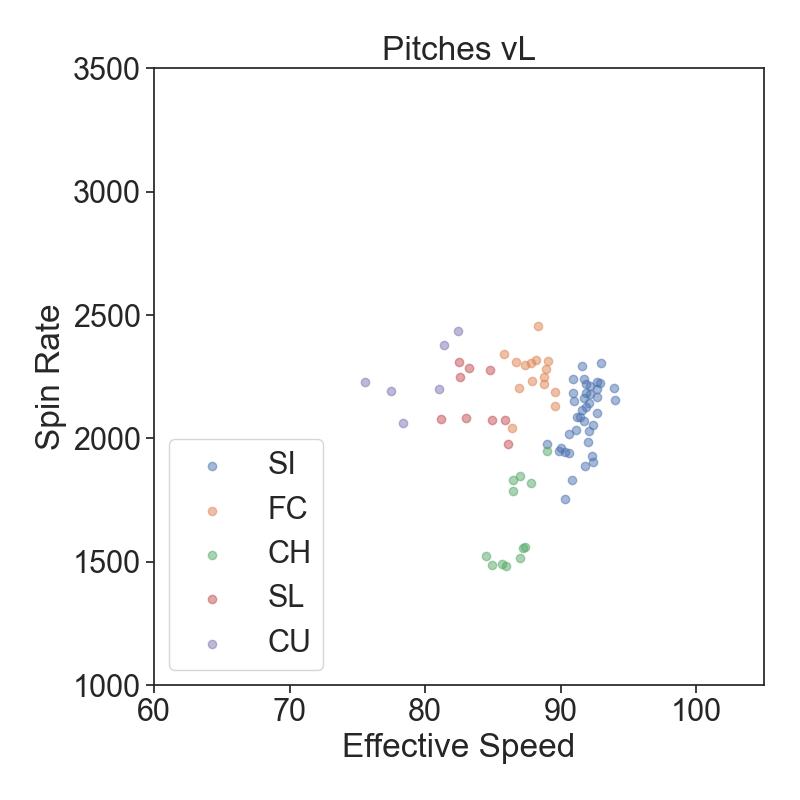 Pitches vL
3500
3000
2500
2000
1500
1000
Spin Rate
SI
FC
CH
SL
CU
60 70 80 90 100
Effective Speed